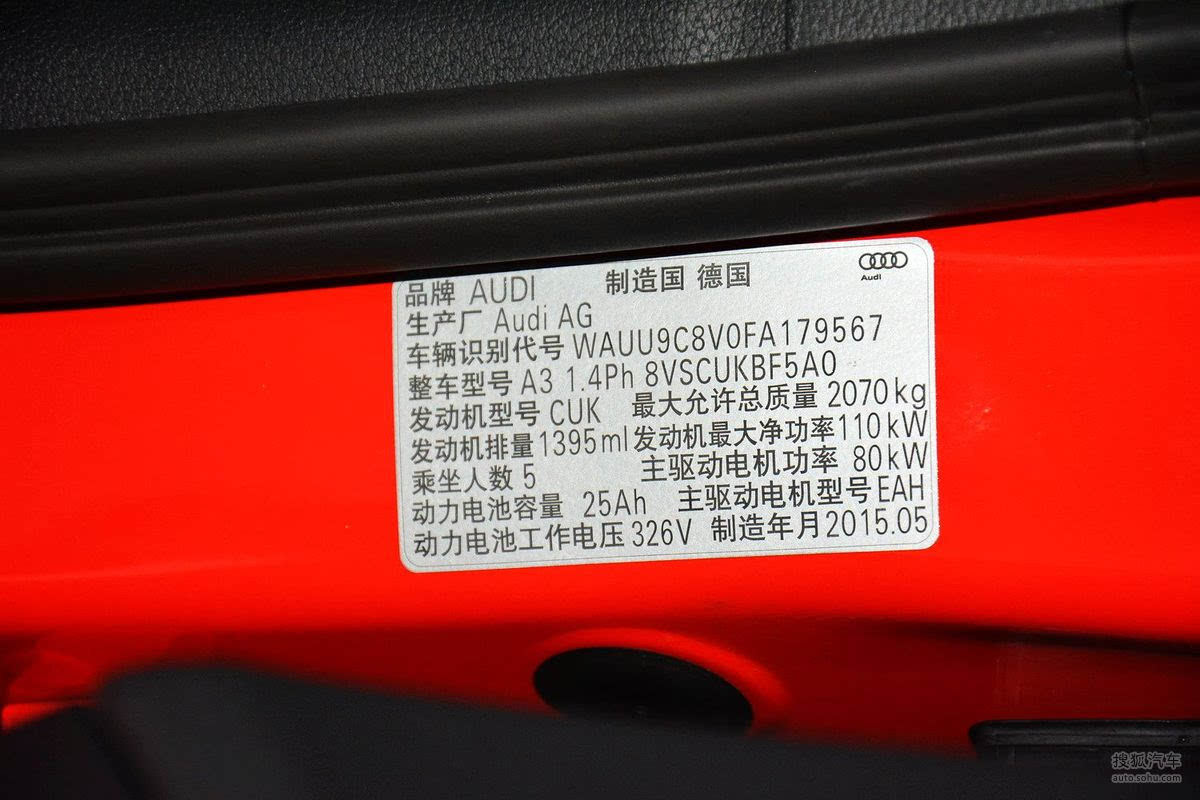 品牌 AUDI 制造国 德国
Audi
生产厂 Audi AG
车辆识别代号 WAUU9C8V0FA179567
整车型号 A3 1.4Ph 8VSCUKBF5A0
发动机型号 CUK 最大允许总质量 2070kg
发动机排量 1395ml 发动机最大净功率 110kW
乘坐人数 5 主驱动电机功率 80kW
动力电池容量 25Ah 主驱动电机型号 EAH
动力电池工作电压 326V 制造年月 2015.05
搜狐汽车
auto.sohu.com